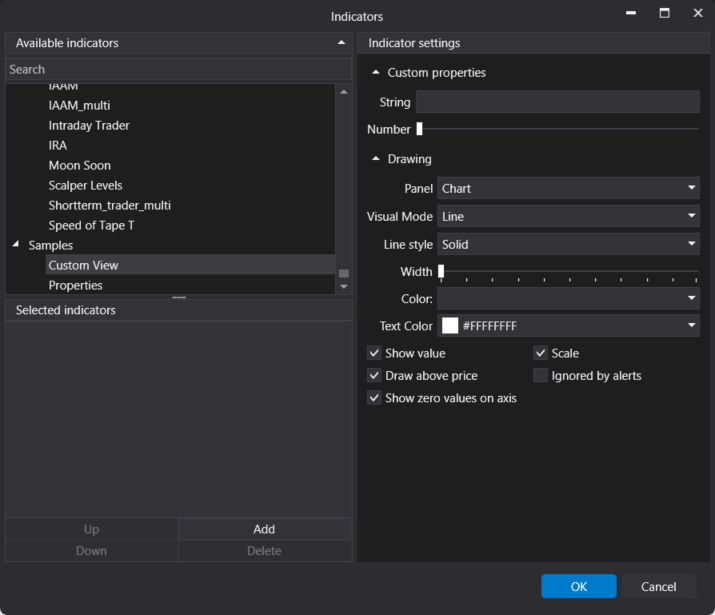 Indicators
Available indicators
Search
IAAM
IAAM_multi
Intraday Trader
IRA
Moon Soon
Scalper Levels
Shortterm_trader_multi
Speed of Tape T
Samples
Custom View
Properties
Selected indicators
Up
Add
Down
Delete
Indicator settings
Custom properties
String
Number
Drawing
Panel Chart
Visual Mode Line
Line style Solid
Width
Color:
Text Color #FFFFFFFF
Show value Scale
Draw above price Ignored by alerts
Show zero values on axis
OK Cancel